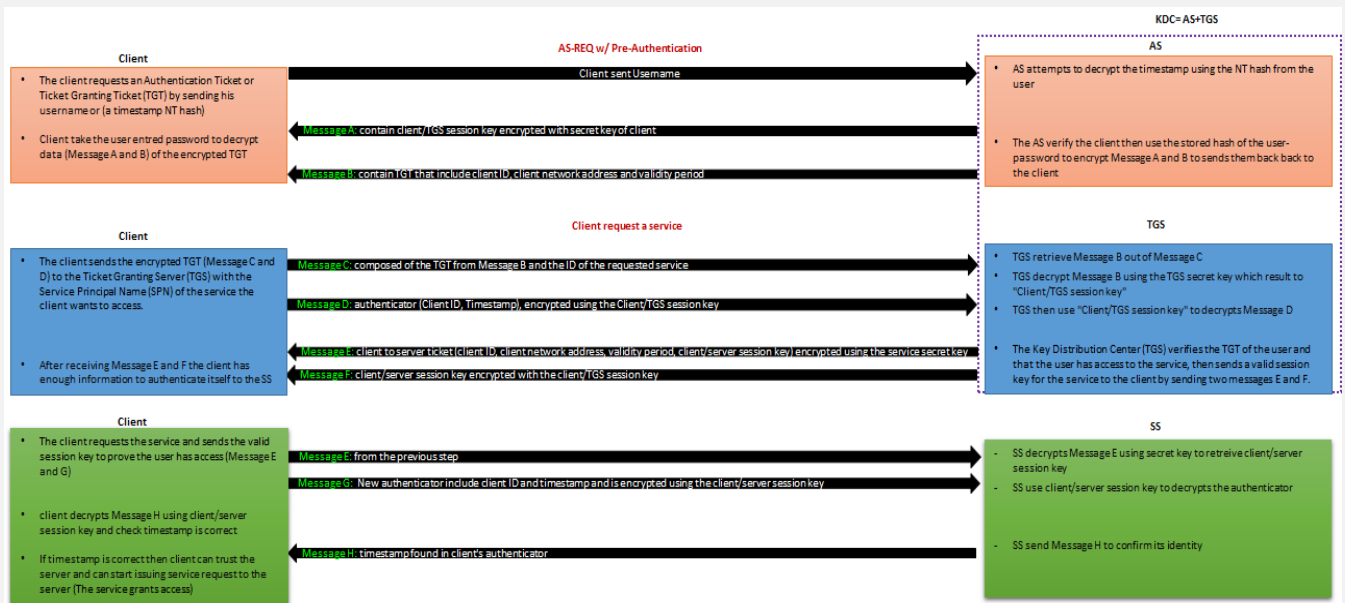 KDC= AS+TGS
AS-REQ w/ Pre-Authentication
Client
AS
• The client requests an Authentication Ticket or
Ticket Granting Ticket (TGT) by sending his
username or (a timestamp NT hash)
• Client take the user entred password to decrypt
data (Message A and B) of the encrypted TGT
Client sent Username
Message A: contain client/TGS session key encrypted with secret key of client
Message B: contain TGT that include client ID, client network address and validity period
• AS attempts to decrypt the timestamp using the NT hash from the
user
• The AS verify the client then use the stored hash of the user-
password to encrypt Message A and B to sends them back back to
the client
Client request a service
Client
TGS
• The client sends the encrypted TGT (Message C and
D) to the Ticket Granting Server (TGS) with the
Service Principal Name (SPN) of the service the
client wants to access.
• After receiving Message E and F the client has
enough information to authenticate itself to the SS
Message C: composed of the TGT from Message B and the ID of the requested service
Message D: authenticator (Client ID, Timestamp), encrypted using the Client/TGS session key
Message E: client to server ticket (client ID, client network address, validity period, client/server session key) encrypted using the service secret key
Message F: client/server session key encrypted with the client/TGS session key
• TGS retrieve Message B out of Message C
• TGS decrypt Message B using the TGS secret key which result to
"Client/TGS session key"
• TGS then use "Client/TGS session key" to decrypts Message D
• The Key Distribution Center (TGS) verifies the TGT of the user and
that the user has access to the service, then sends a valid session
key for the service to the client by sending two messages E and F.
Client
SS
• The client requests the service and sends the valid
session key to prove the user has access (Message E
and G)
• client decrypts Message H using client/server
session key and check timestamp is correct
• If timestamp is correct then client can trust the
server and can start issuing service request to the
server (The service grants access)
Message E: from the previous step
Message G: New authenticator include client ID and timestamp and is encrypted using the client/server session key
Message H: timestamp found in client's authenticator
- SS decrypts Message E using secret key to retreive client/server
session key
- SS use client/server session key to decrypts the authenticator
- SS send Message H to confirm its identity